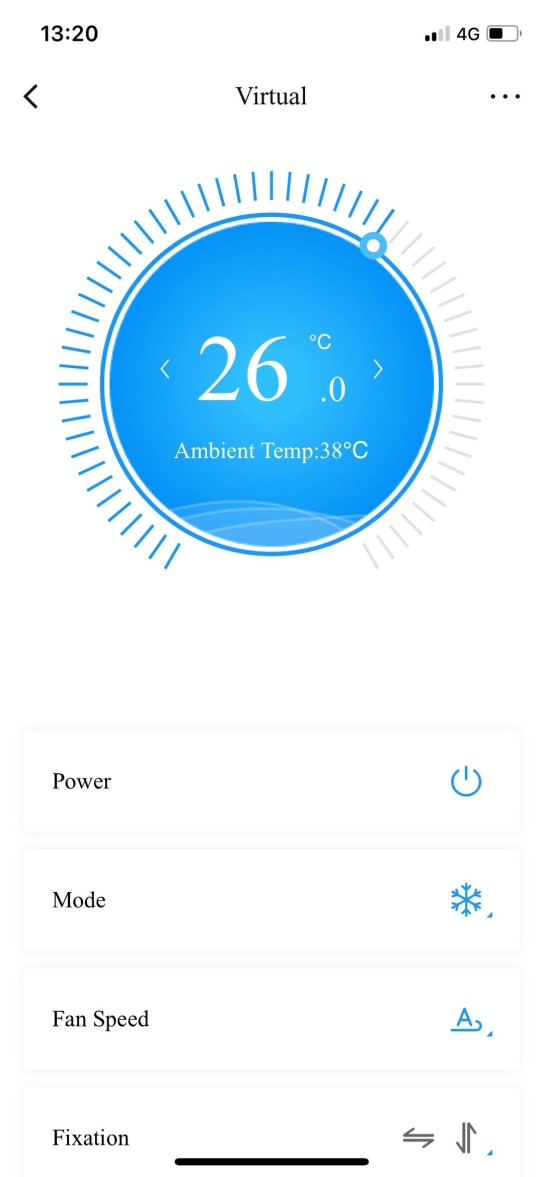 13:20
4G
Virtual
26.0 °C
Ambient Temp:38°C
Power
Mode
Fan Speed
A
Fixation